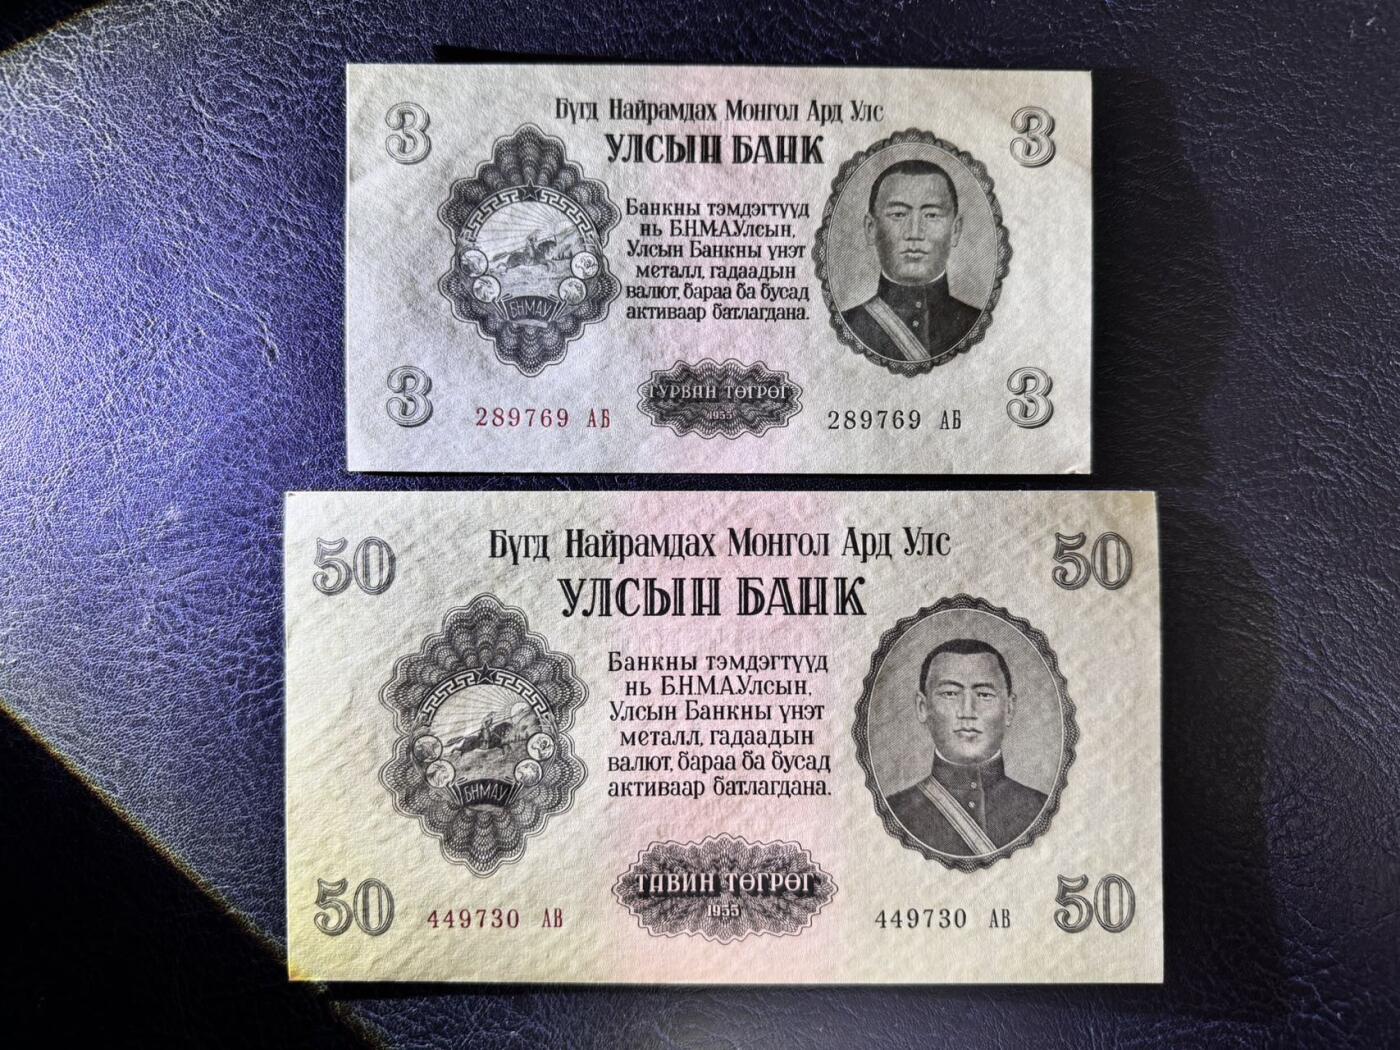 3
3
Бүгд Найрамдах Монгол Ард Улс
УЛСЫН БАНК
Банкны тэмдэгтүүд
нь Б.Н.М.А.Улсын,
Улсын Банкны үнэт
металл, гадаадын
валют, бараа ба бусад
активаар батлагдана.
БНМАУ
3
3
ГУРВАН ТӨГРӨГ
1955
289769 АБ
289769 АБ
50
50
Бүгд Найрамдах Монгол Ард Улс
УЛСЫН БАНК
Банкны тэмдэгтүүд
нь Б.Н.М.А.Улсын,
Улсын Банкны үнэт
металл, гадаадын
валют, бараа ба бусад
активаар батлагдана.
БНМАУ
50
50
ТАВИН ТӨГРӨГ
1955
449730 АВ
449730 АВ